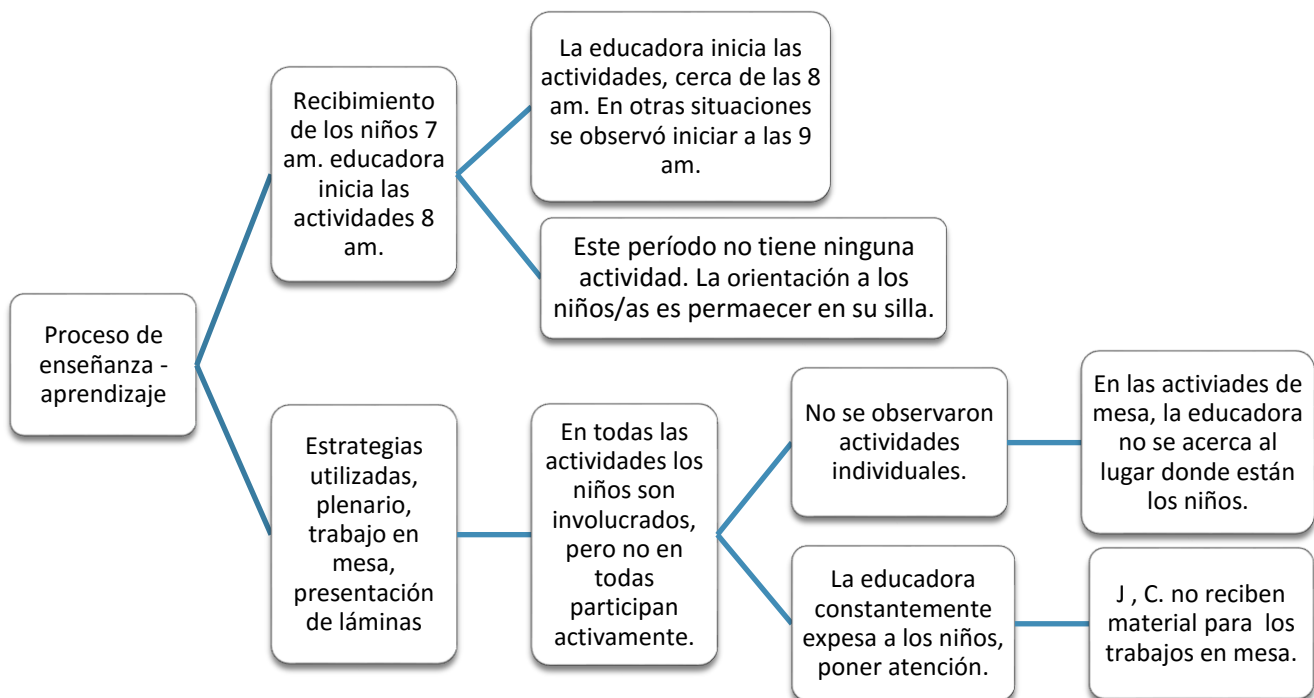 Proceso de
enseñanza -
aprendizaje
Recibimiento
de los niños 7
am. educadora
inicia las
actividades 8
am.
La educadora inicia las
actividades, cerca de las 8
am. En otras situaciones
se observó iniciar a las 9
am.
Este período no tiene ninguna
actividad. La orientación a los
niños/as es permaecer en su silla.
Estrategias
utilizadas,
plenario,
trabajo en
mesa,
presentación
de láminas
En todas las
actividades los
niños son
involucrados,
pero no en
todas
participan
activamente.
No se observaron
actividades
individuales.
En las activiades de
mesa, la educadora
no se acerca al
lugar donde están
los niños.
La educadora
constantemente
expesa a los niños,
poner atención.
J , C. no reciben
material para los
trabajos en mesa.